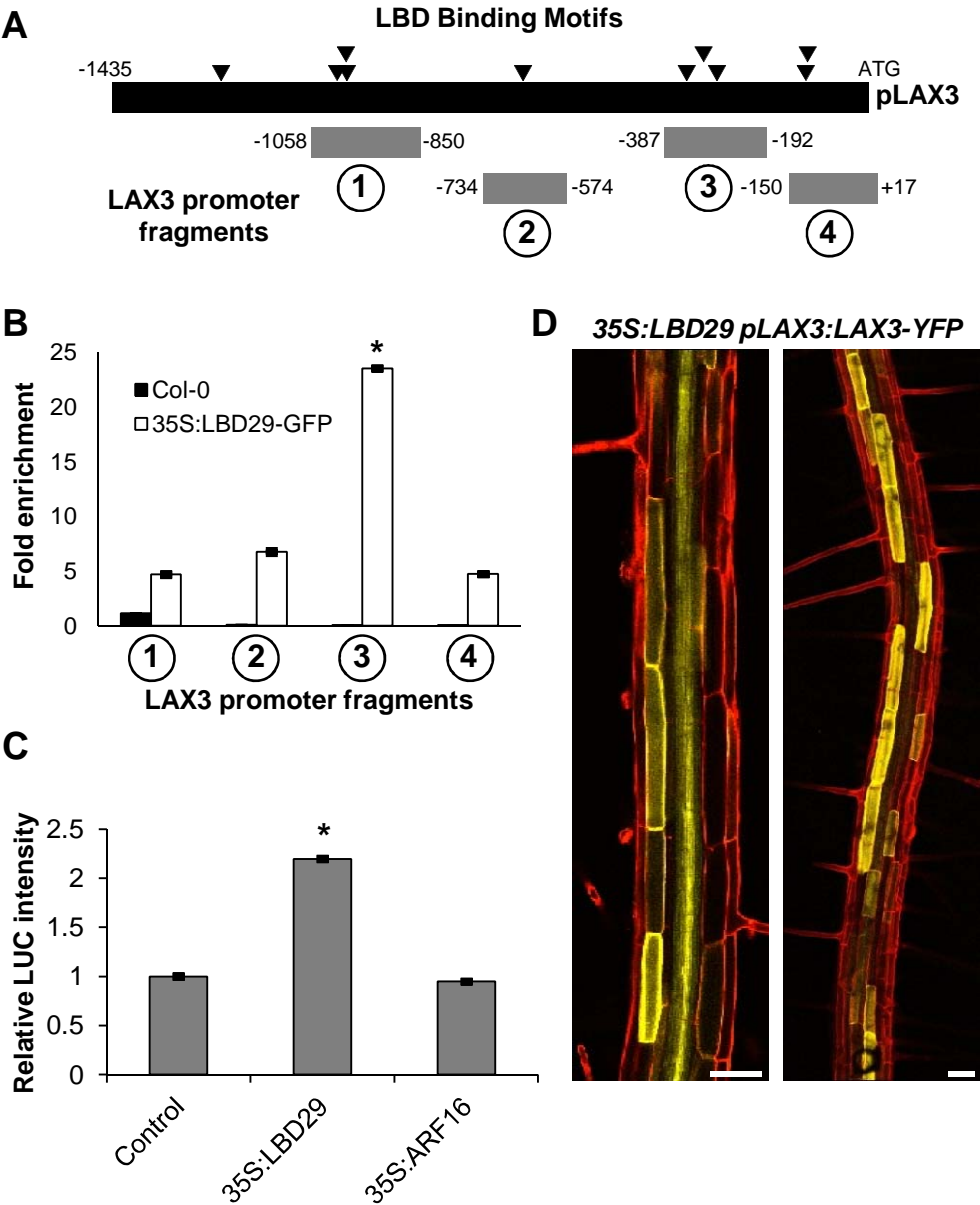 A
LBD Binding Motifs
-1435
ATG
pLAX3
-1058
-850
-387
-192
1
3
-734
-574
-150
+17
LAX3 promoter
fragments
2
4
B
25
20
15
10
5
0
Fold enrichment
*
Col-0
35S:LBD29-GFP
1
2
3
4
LAX3 promoter fragments
C
2.5
2
1.5
1
0.5
0
Relative LUC intensity
*
Control
35S:LBD29
35S:ARF16
D
35S:LBD29 pLAX3:LAX3-YFP